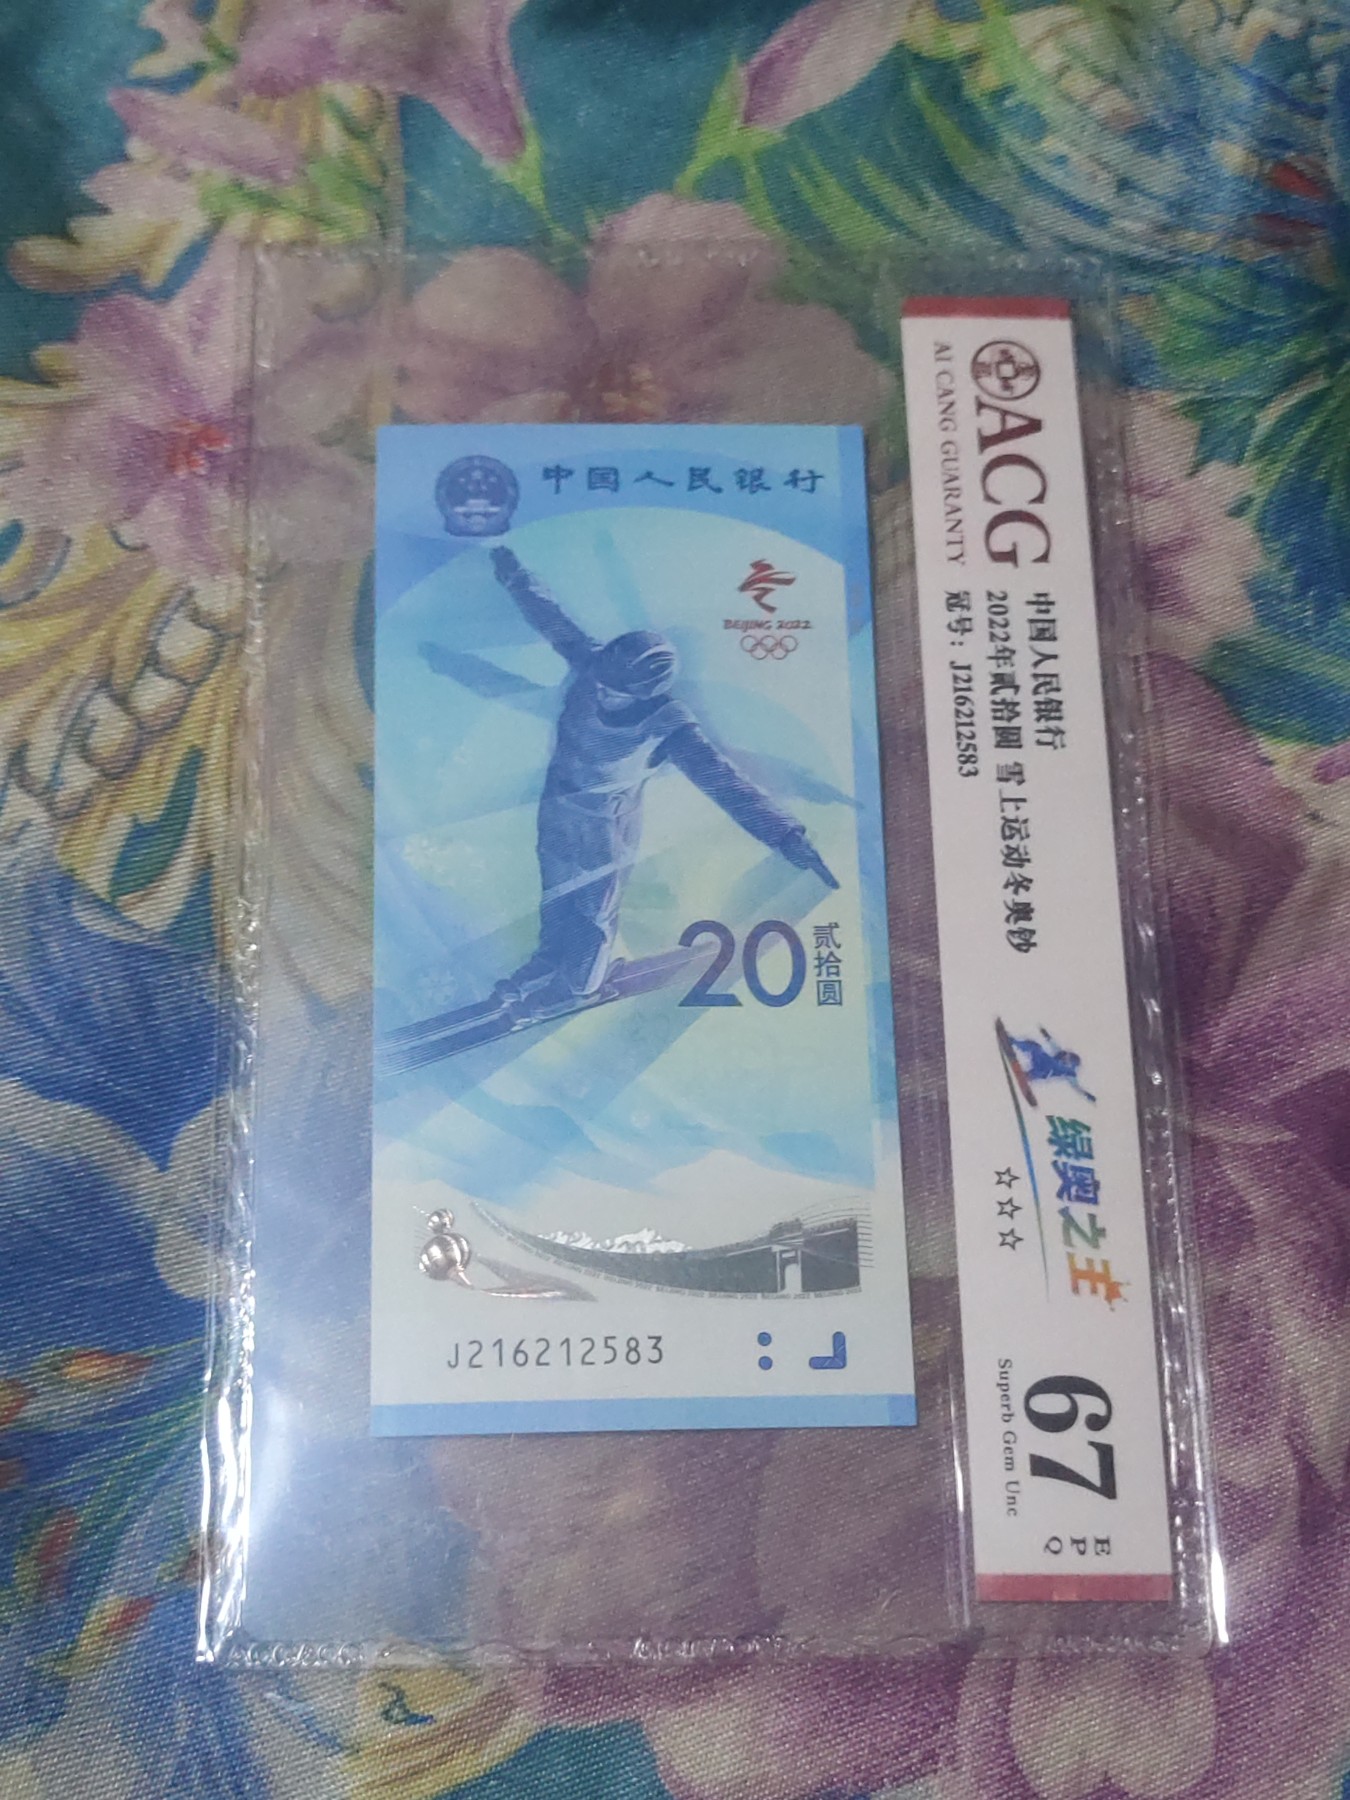 中国人民银行
BEIJING 2022
20
贰拾圆
J216212583
ACG
AI CANG GUARANTY
中国人民银行
2022年贰拾圆 雪上运动冬奥钞
冠号：J216212583
绿奥之主
☆☆☆
67
Superb Gem Unc
E
P
Q